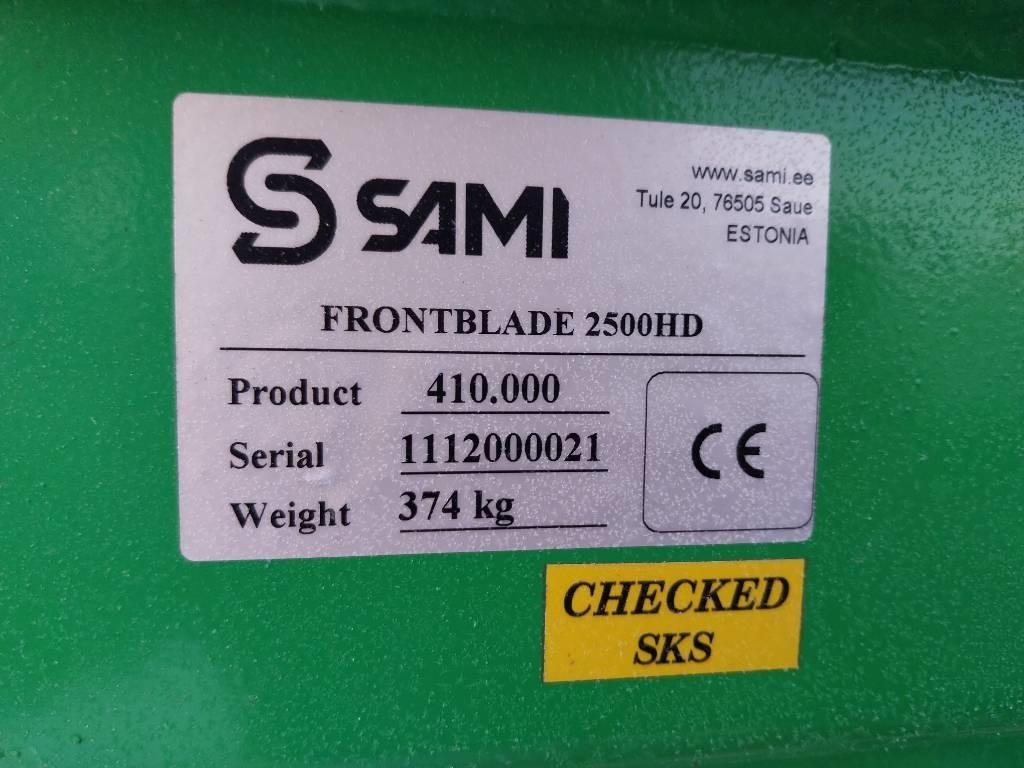 S SAMI
www.sami.ee
Tule 20, 76505 Saue
ESTONIA
FRONTBLADE 2500HD
Product 410.000
Serial 1112000021
Weight 374 kg
CE
CHECKED
SKS